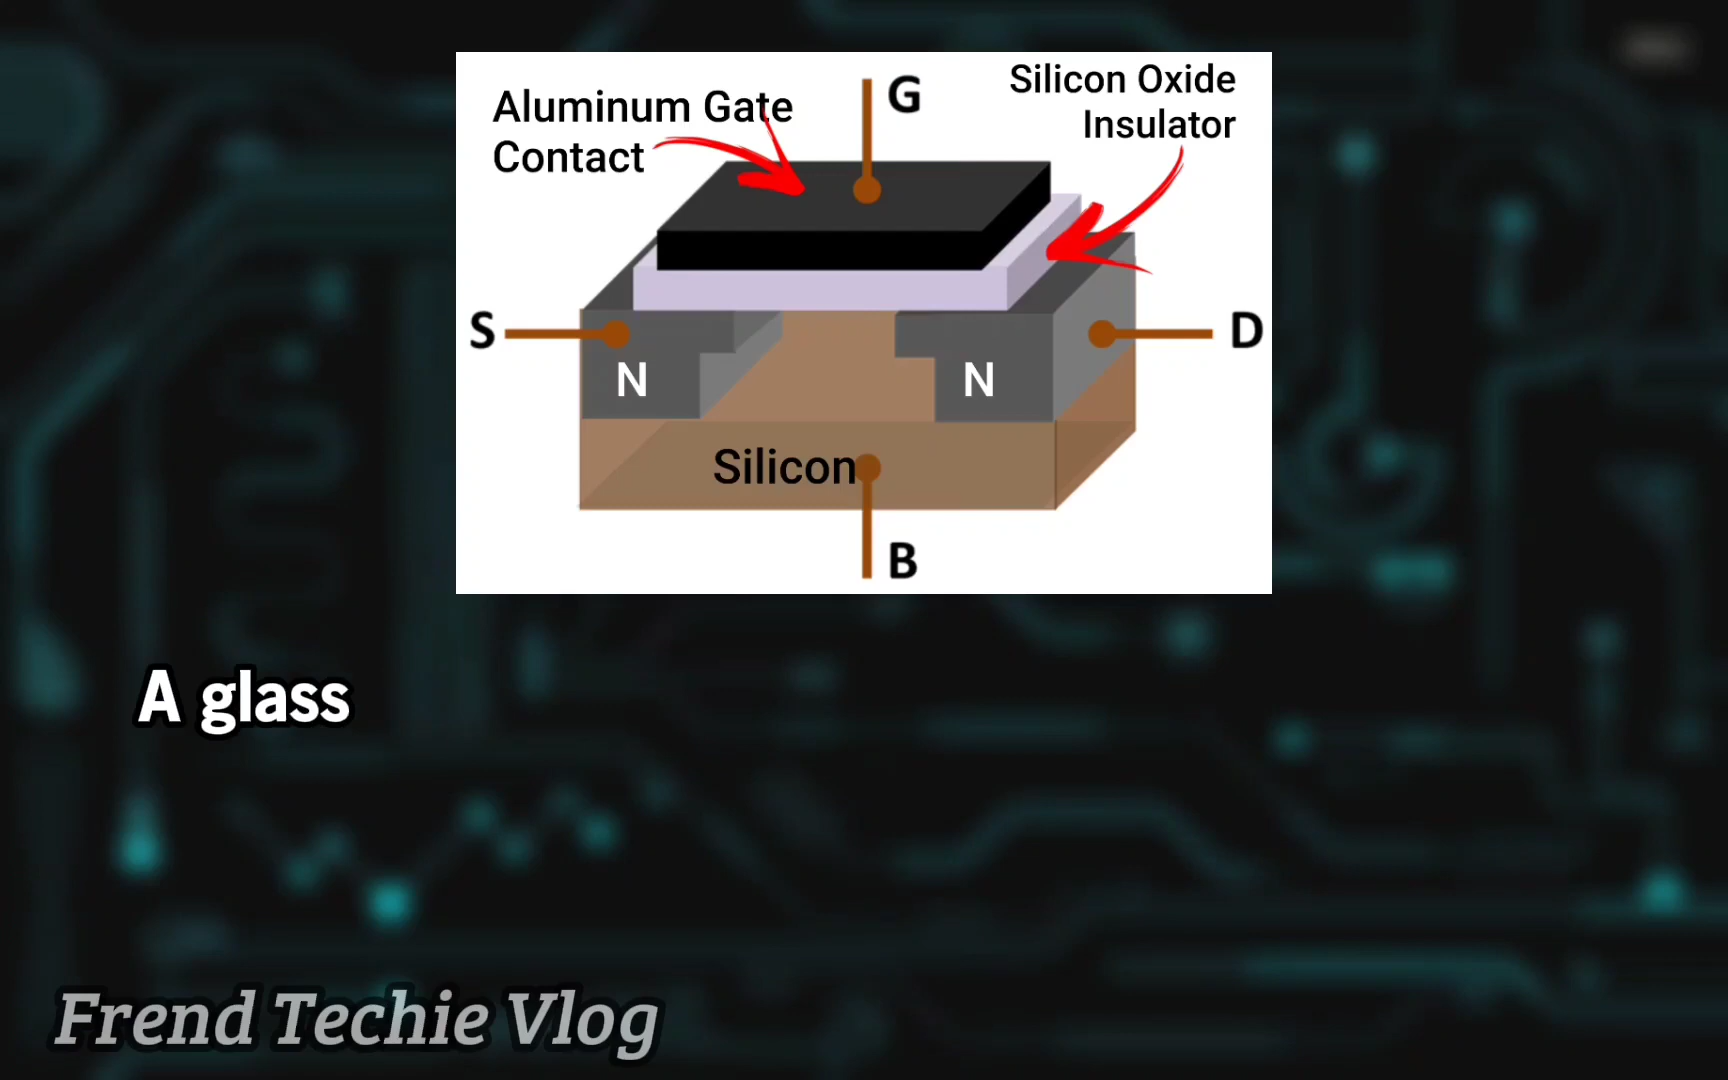 Aluminum Gate
Contact
G
Silicon Oxide
Insulator
S
D
N
N
Silicon
B
A glass
Frend Techie Vlog